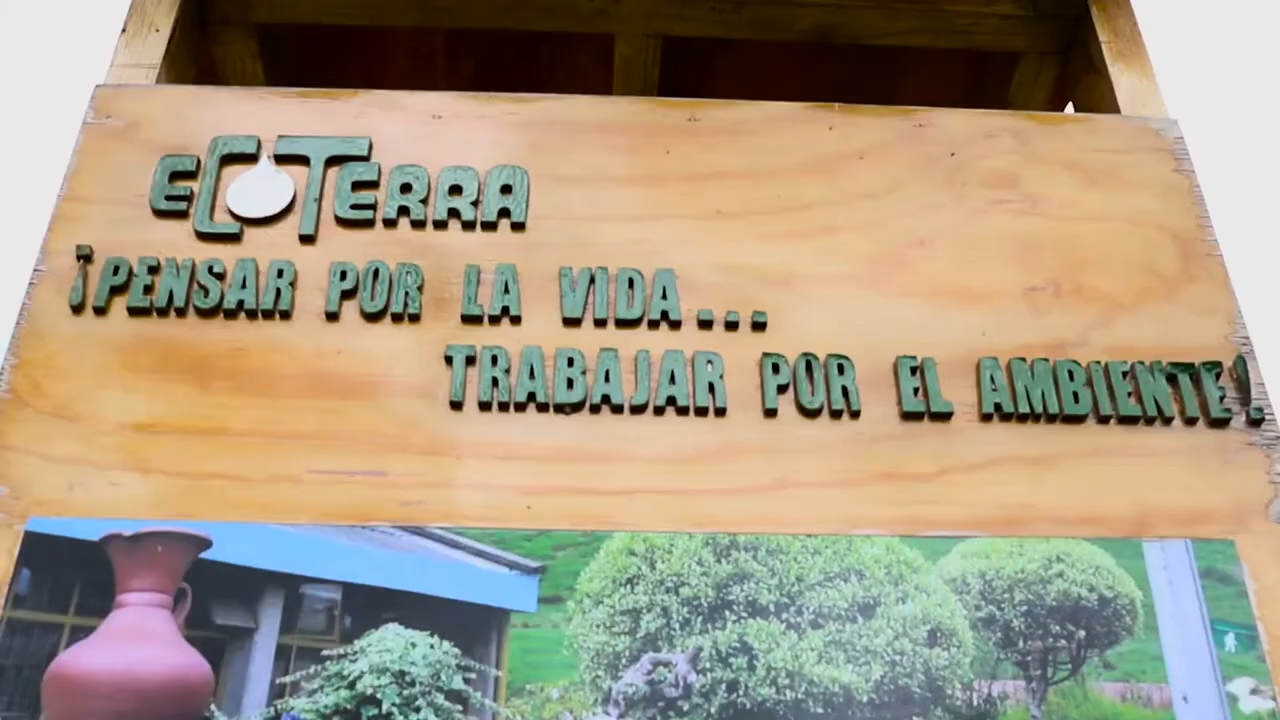 eCOTERRA
¡PENSAR POR LA VIDA...
TRABAJAR POR EL AMBIENTE!